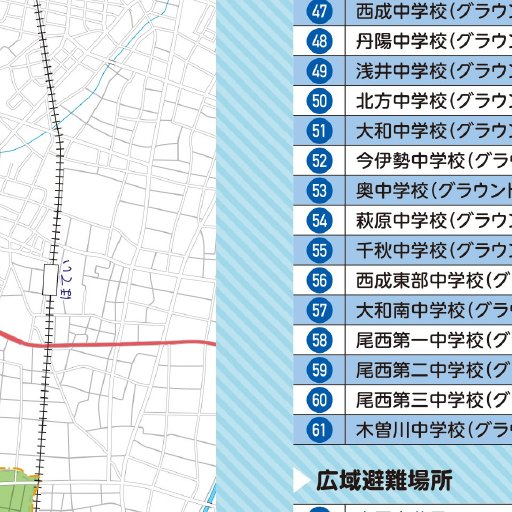 いつぼ
47 西成中学校(グラウン
48 丹陽中学校(グラウン
49 浅井中学校(グラウン
50 北方中学校(グラウン
51 大和中学校(グラウン
52 今伊勢中学校(グラウ
53 奥中学校(グラウンド
54 萩原中学校(グラウン
55 千秋中学校(グラウン
56 西成東部中学校(グ
57 大和南中学校(グラウ
58 尾西第一中学校(グ
59 尾西第二中学校(グ
60 尾西第三中学校(グ
61 木曽川中学校(グラウ
広域避難場所